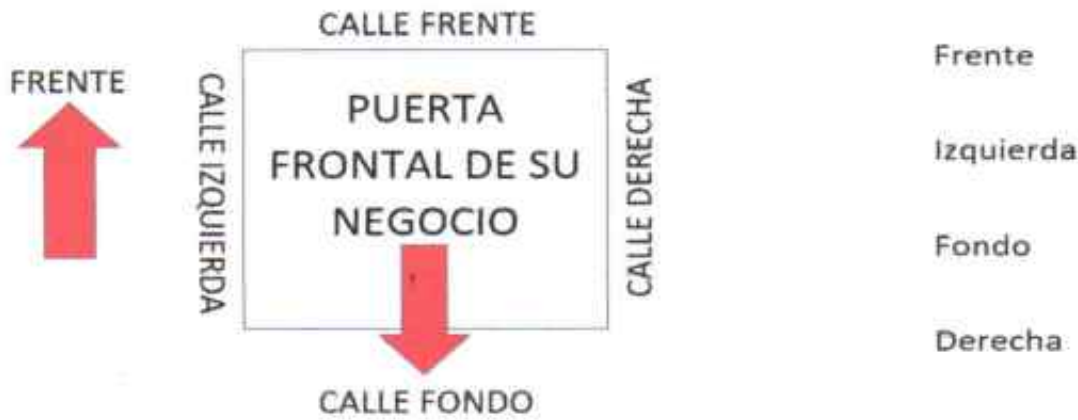 CALLE FRENTE
FRENTE
CALLE IZQUIERDA
PUERTA
FRONTAL DE SU
NEGOCIO
CALLE DERECHA
CALLE FONDO
Frente
Izquierda
Fondo
Derecha